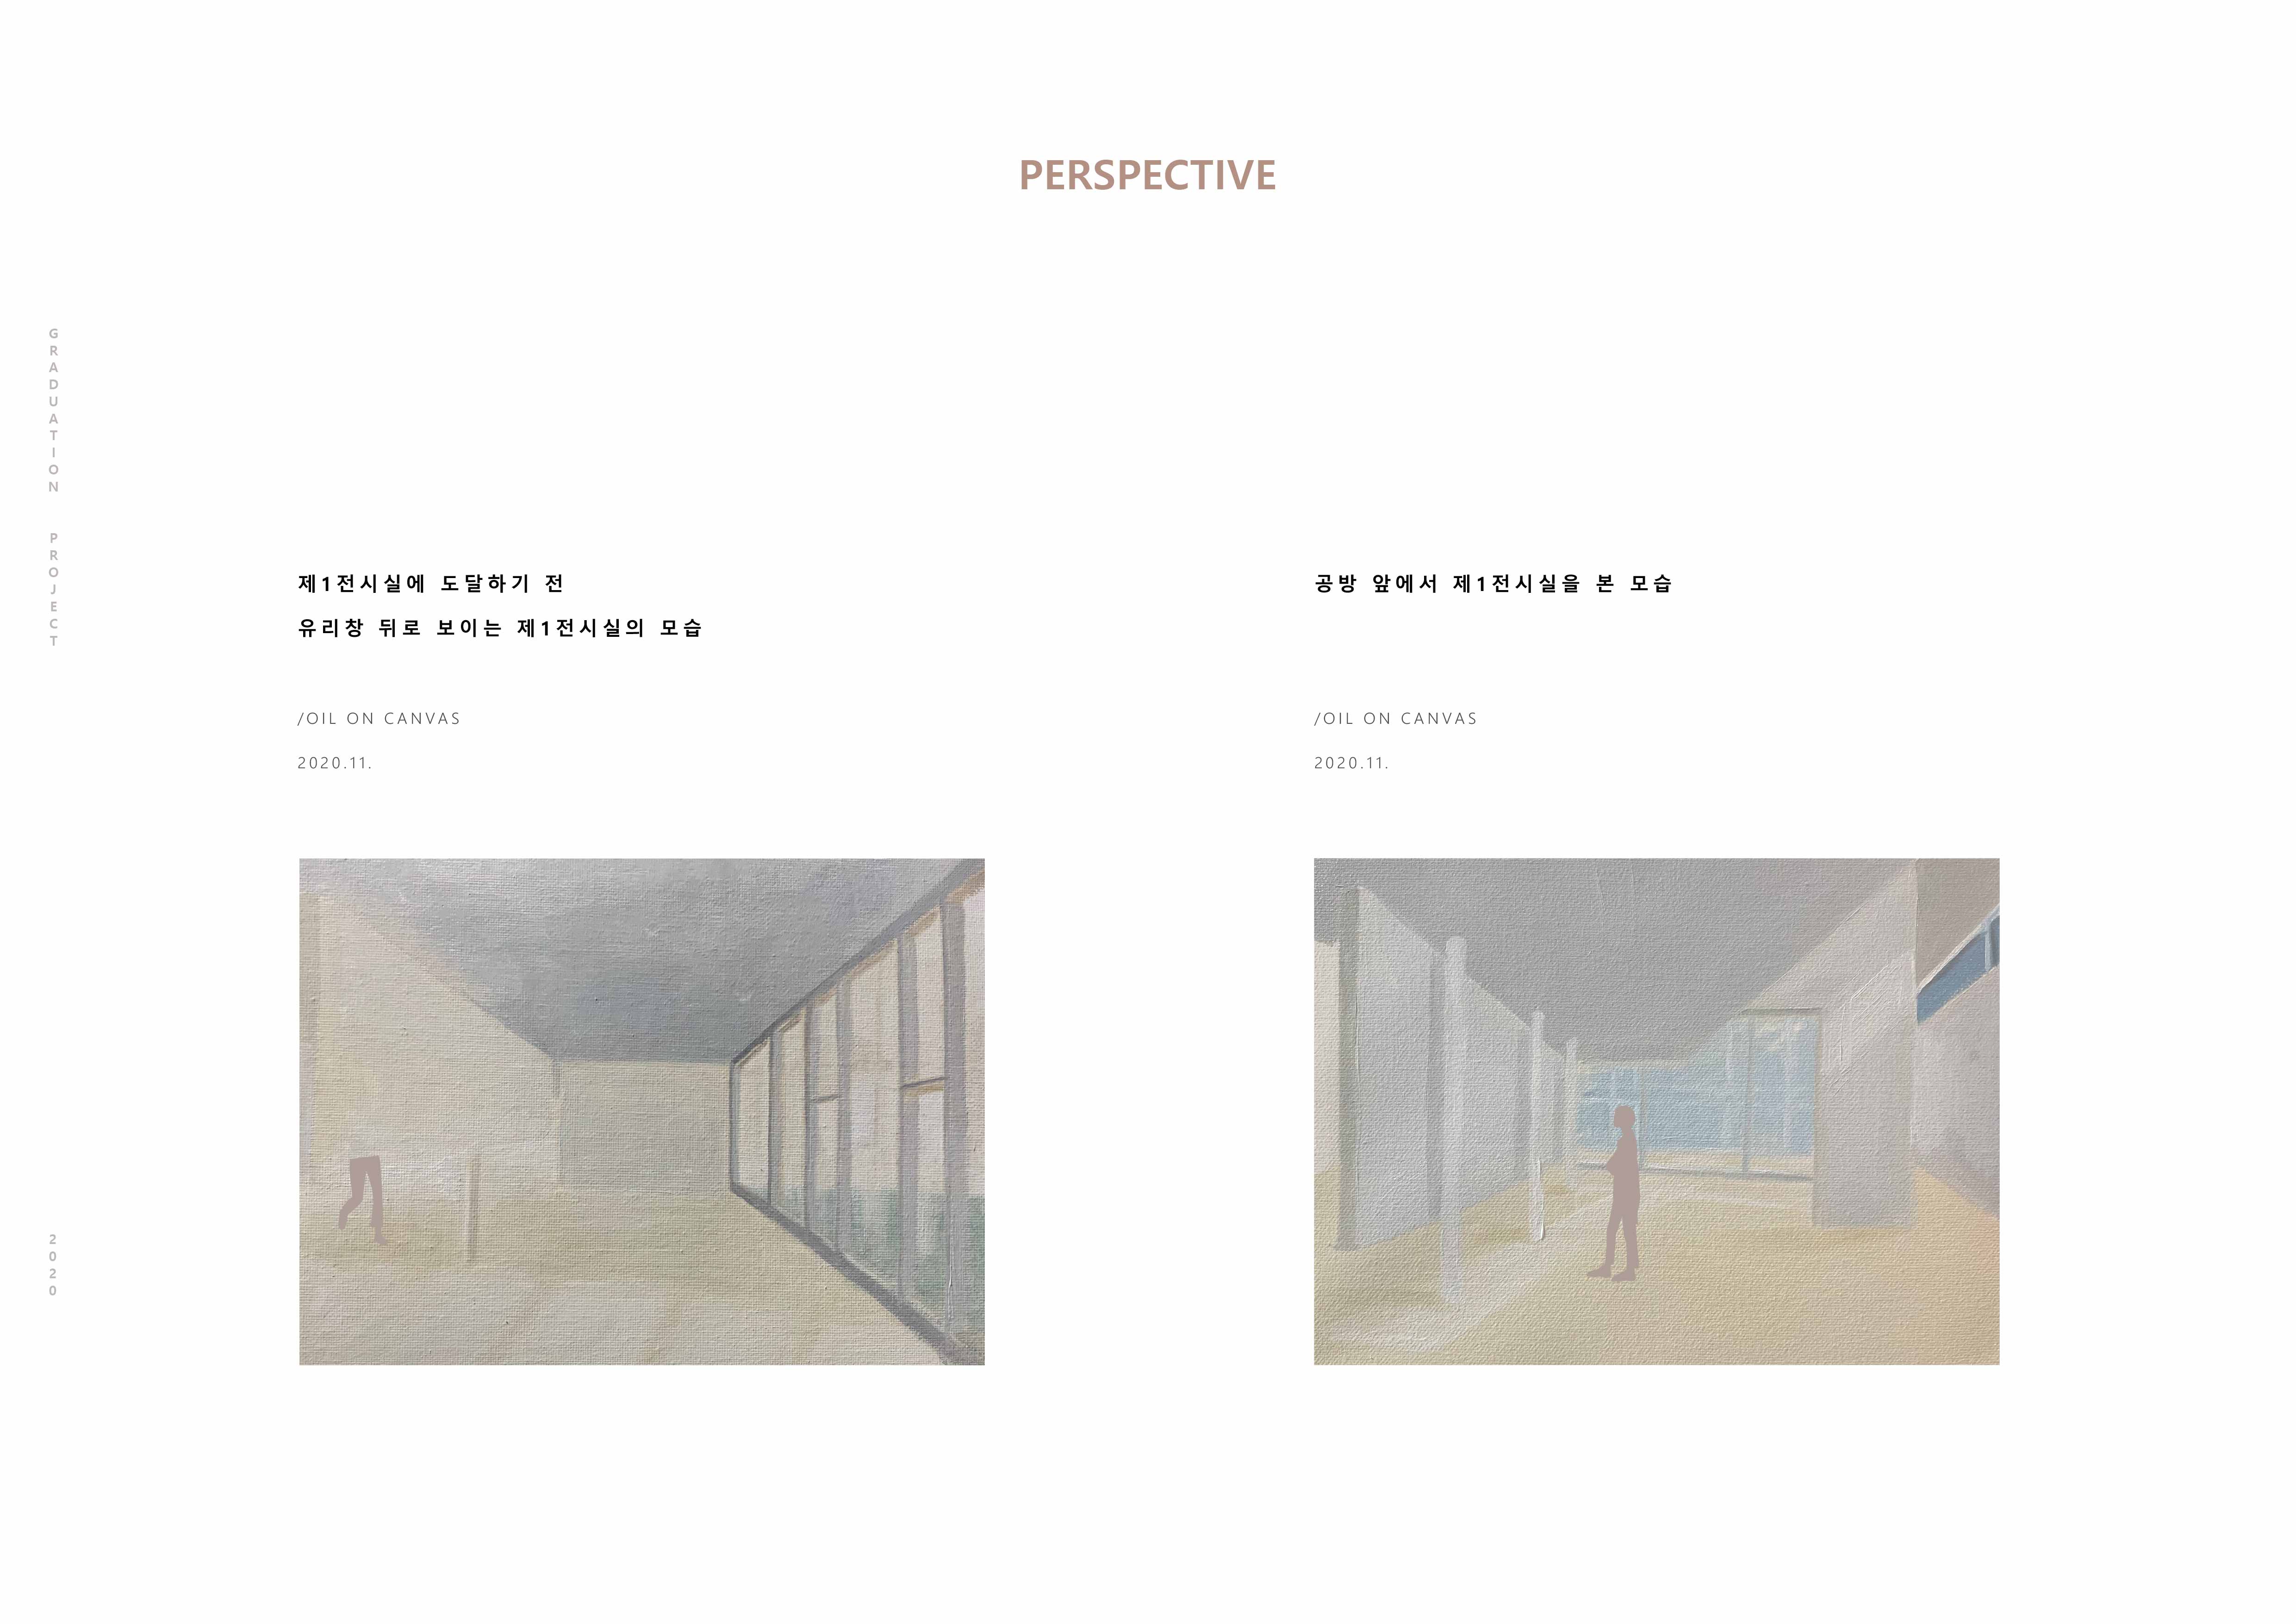 PERSPECTIVE
GRADUATION PROJECT
2020
제1전시실에 도달하기 전
유리창 뒤로 보이는 제1전시실의 모습
/OIL ON CANVAS
2020.11.
공방 앞에서 제1전시실을 본 모습
/OIL ON CANVAS
2020.11.